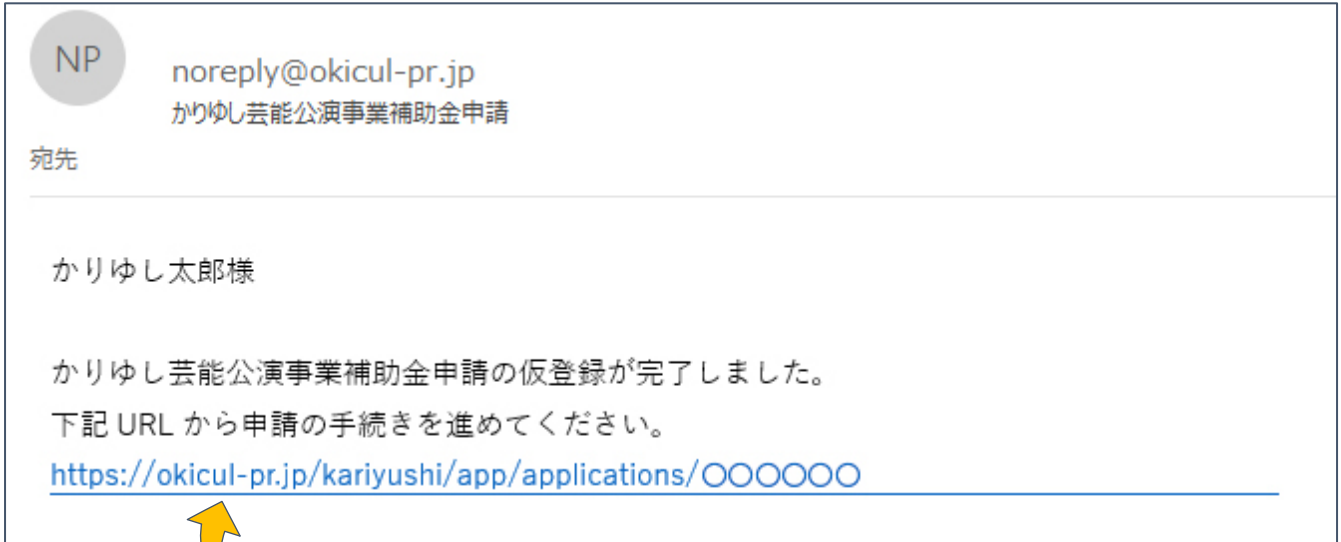 NP
noreply@okicul-pr.jp
かりゆし芸能公演事業補助金申請
宛先
かりゆし太郎様
かりゆし芸能公演事業補助金申請の仮登録が完了しました。
下記 URL から申請の手続きを進めてください。
https://okicul-pr.jp/kariyushi/app/applications/〇〇〇〇〇〇